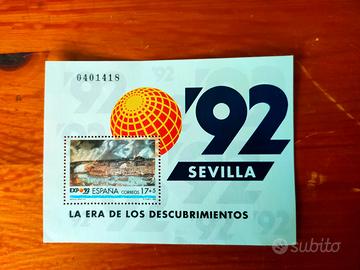 0401418
'92
SEVILLA
EXPO'92 ESPAÑA CORREOS 17+5
LA ERA DE LOS DESCUBRIMIENTOS
subito